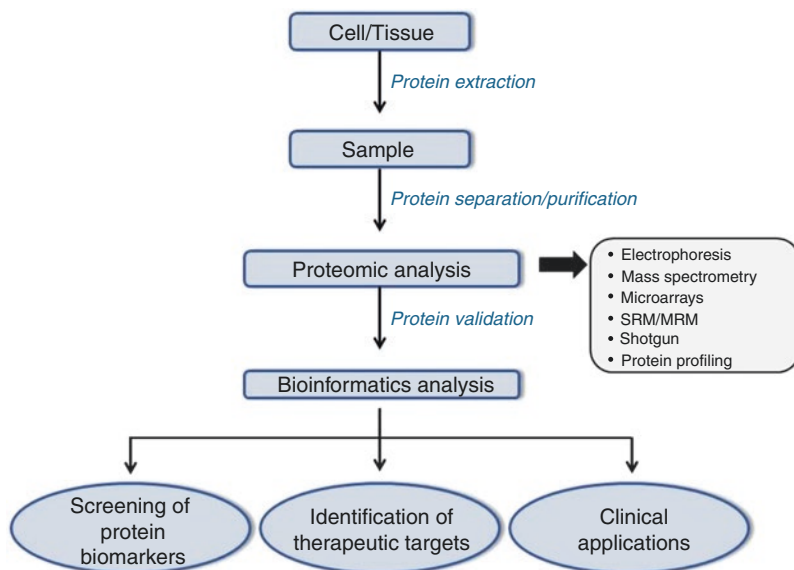 Cell/Tissue
Protein extraction
Sample
Protein separation/purification
Proteomic analysis
• Electrophoresis
• Mass spectrometry
• Microarrays
• SRM/MRM
• Shotgun
• Protein profiling
Protein validation
Bioinformatics analysis
Screening of
protein
biomarkers
Identification of
therapeutic targets
Clinical
applications